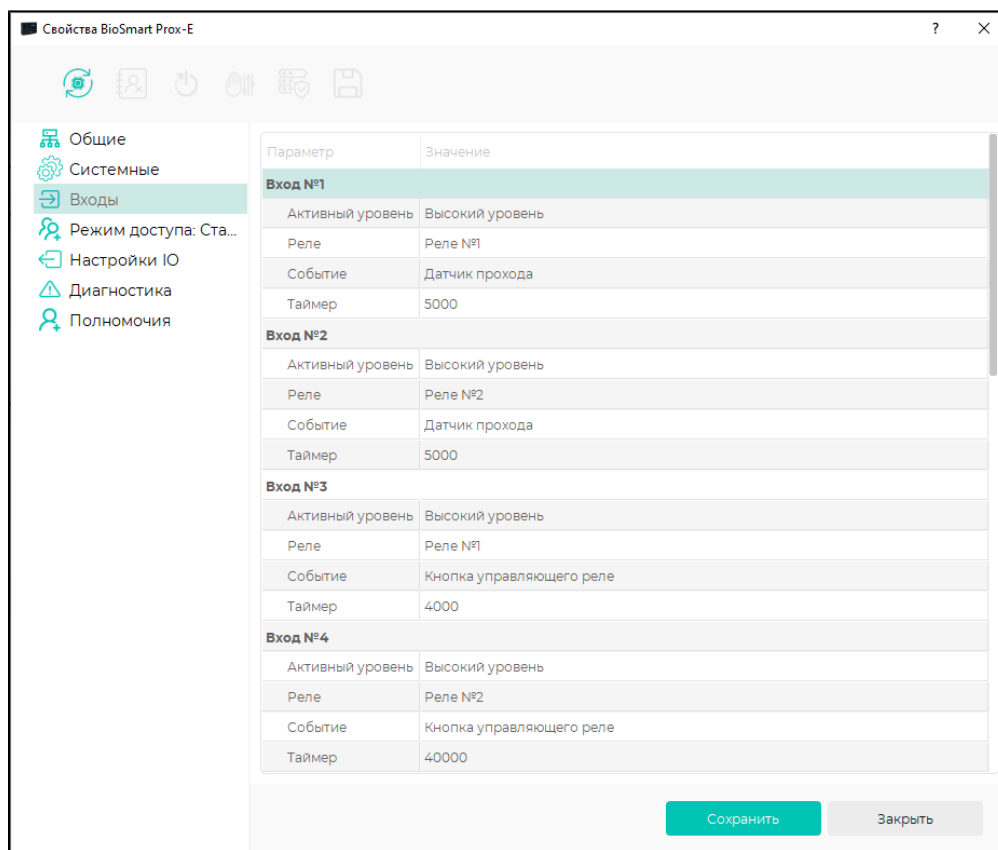 Свойства BioSmart Prox-E
?
Общие
Системные
Входы
Режим доступа: Ста...
Настройки IO
Диагностика
Полномочия
Параметр Значение
Вход №1
Активный уровень Высокий уровень
Реле Реле №1
Событие Датчик прохода
Таймер 5000
Вход №2
Активный уровень Высокий уровень
Реле Реле №2
Событие Датчик прохода
Таймер 5000
Вход №3
Активный уровень Высокий уровень
Реле Реле №1
Событие Кнопка управляющего реле
Таймер 4000
Вход №4
Активный уровень Высокий уровень
Реле Реле №2
Событие Кнопка управляющего реле
Таймер 40000
Сохранить Закрыть